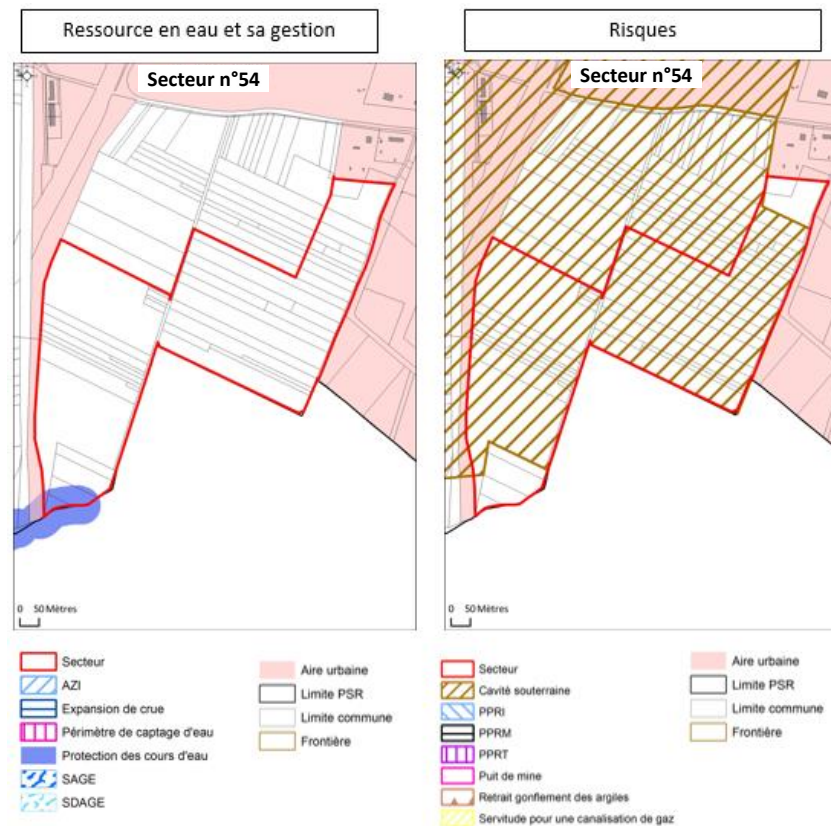 Ressource en eau et sa gestion
Secteur n°54
0 50 Mètres
Secteur
AZI
Expansion de crue
Périmètre de captage d'eau
Protection des cours d'eau
SAGE
SDAGE
Aire urbaine
Limite PSR
Limite commune
Frontière
Risques
Secteur n°54
0 50 Mètres
Secteur
Cavité souterraine
PPRI
PPRM
PPRT
Puit de mine
Retrait gonflement des argiles
Servitude pour une canalisation de gaz
Aire urbaine
Limite PSR
Limite commune
Frontière